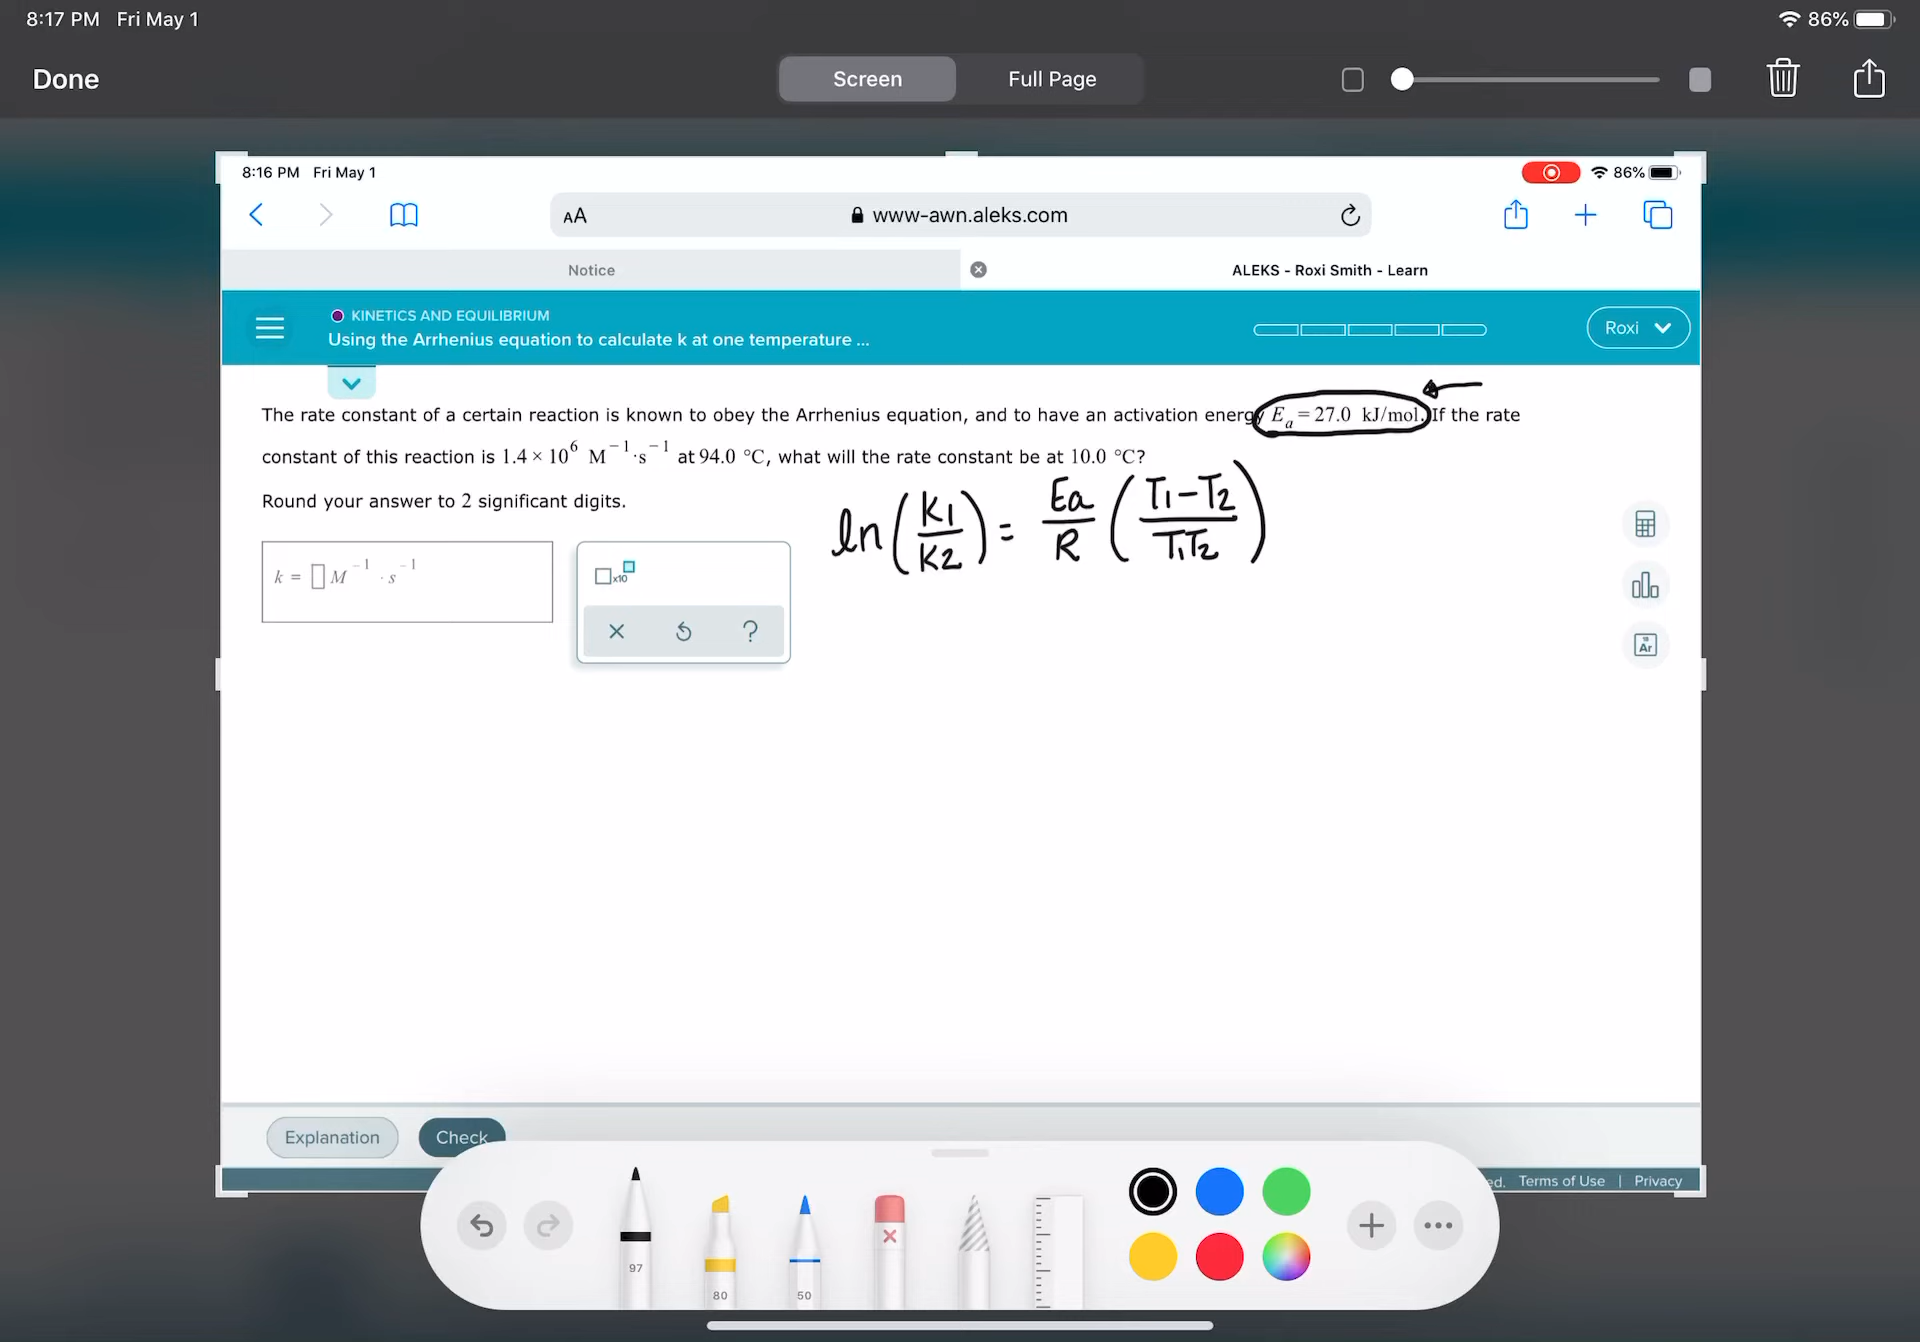 8:17 PM Fri May 1 86%
Done Screen Full Page
8:16 PM Fri May 1 86%
AA www-awn.aleks.com
Notice ALEKS - Roxi Smith - Learn
KINETICS AND EQUILIBRIUM
Using the Arrhenius equation to calculate k at one temperature ...
Roxi
The rate constant of a certain reaction is known to obey the Arrhenius equation, and to have an activation energy Eₐ = 27.0 kJ/mol. If the rate
constant of this reaction is 1.4 × 10⁶ M⁻¹·s⁻¹ at 94.0 °C, what will the rate constant be at 10.0 °C?
Round your answer to 2 significant digits.
ln(K1/K2) = Ea/R (T1-T2/T1T2)
k = □ M⁻¹ · s⁻¹
□x10□
× ?
18
Ar
Explanation Check
ed. Terms of Use | Privacy
97 80 50